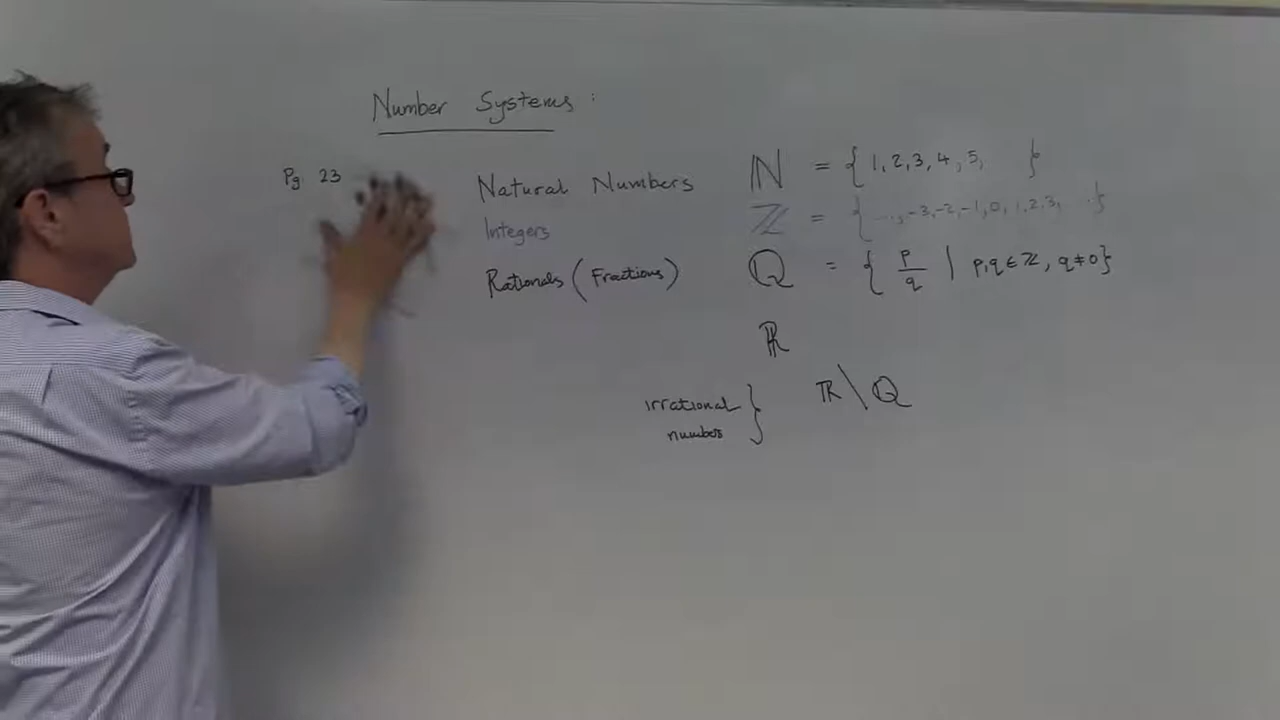 Number Systems :
Pg 23
Natural Numbers ℕ = { 1, 2, 3, 4, 5, }
Integers ℤ = { ..., -3, -2, -1, 0, 1, 2, 3, ... }
Rationals (Fractions) ℚ = { p/q | p,q ∈ ℤ, q ≠ 0 }
ℝ
irrational numbers } ℝ \ ℚ